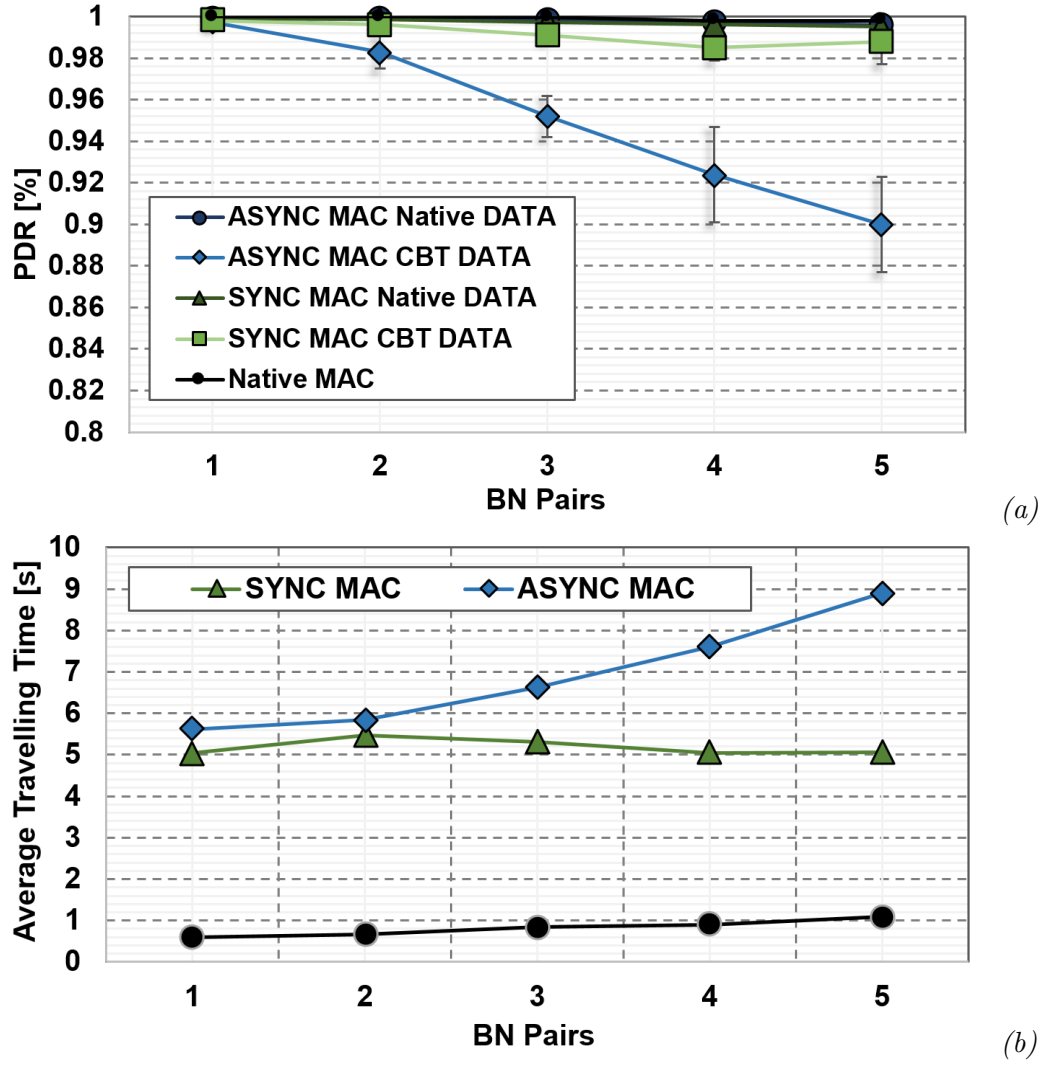 1
0.98
0.96
0.94
0.92
0.9
0.88
0.86
0.84
0.82
0.8
PDR [%]
ASYNC MAC Native DATA
ASYNC MAC CBT DATA
SYNC MAC Native DATA
SYNC MAC CBT DATA
Native MAC
1 2 3 4 5
BN Pairs
(a)
10
9
8
7
6
5
4
3
2
1
0
Average Travelling Time [s]
SYNC MAC ASYNC MAC
1 2 3 4 5
BN Pairs
(b)